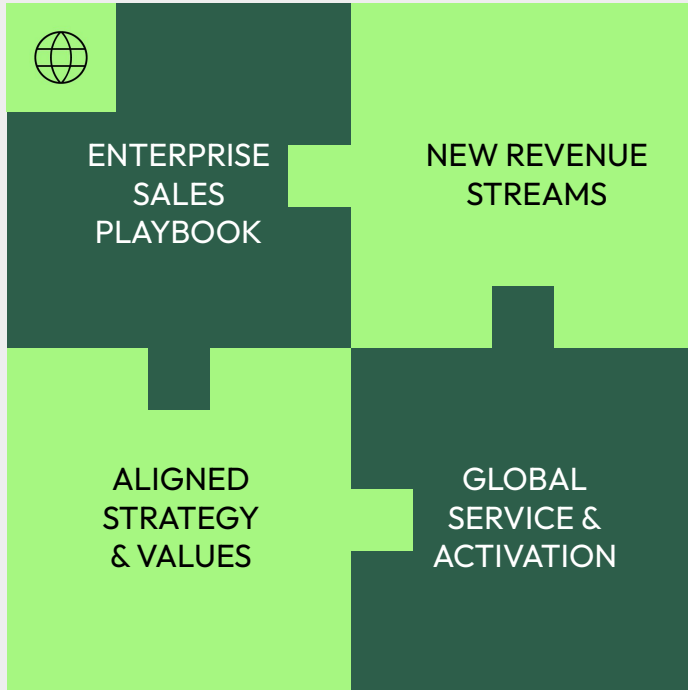 ENTERPRISE
SALES
PLAYBOOK
NEW REVENUE
STREAMS
ALIGNED
STRATEGY
& VALUES
GLOBAL
SERVICE &
ACTIVATION